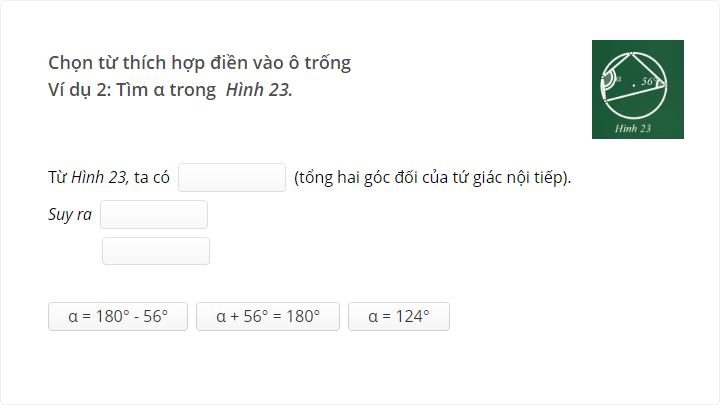 Chọn từ thích hợp điền vào ô trống
Ví dụ 2: Tìm α trong Hình 23.
α
56°
Hình 23
Từ Hình 23, ta có (tổng hai góc đối của tứ giác nội tiếp).
Suy ra
α = 180° - 56°
α + 56° = 180°
α = 124°